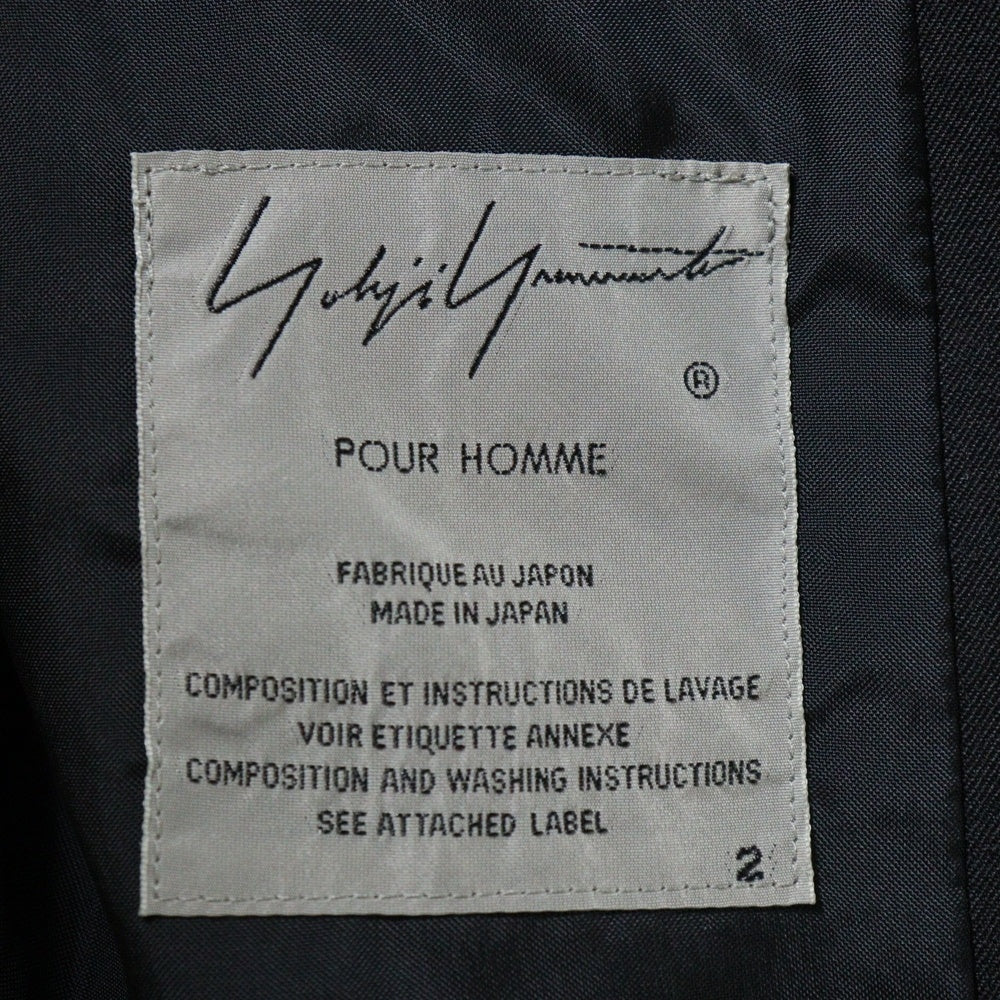 Yohji Yamamoto
®
POUR HOMME
FABRIQUE AU JAPON
MADE IN JAPAN
COMPOSITION ET INSTRUCTIONS DE LAVAGE
VOIR ETIQUETTE ANNEXE
COMPOSITION AND WASHING INSTRUCTIONS
SEE ATTACHED LABEL
2